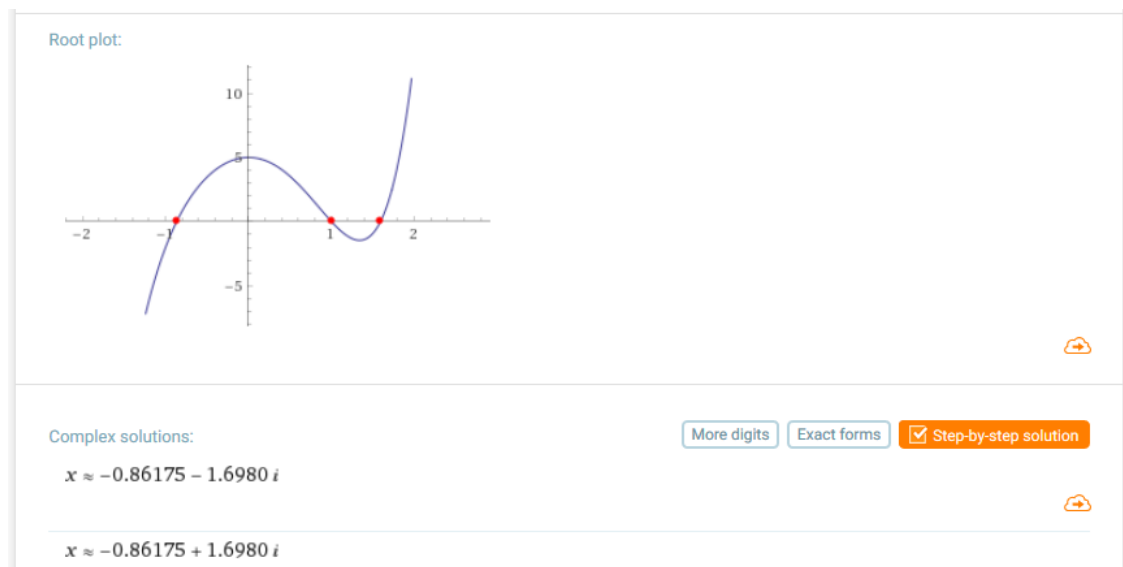 Root plot:
10
5
-2
-1
1
2
-5
Complex solutions:
More digits
Exact forms
Step-by-step solution
x ≈ -0.86175 - 1.6980 i
x ≈ -0.86175 + 1.6980 i